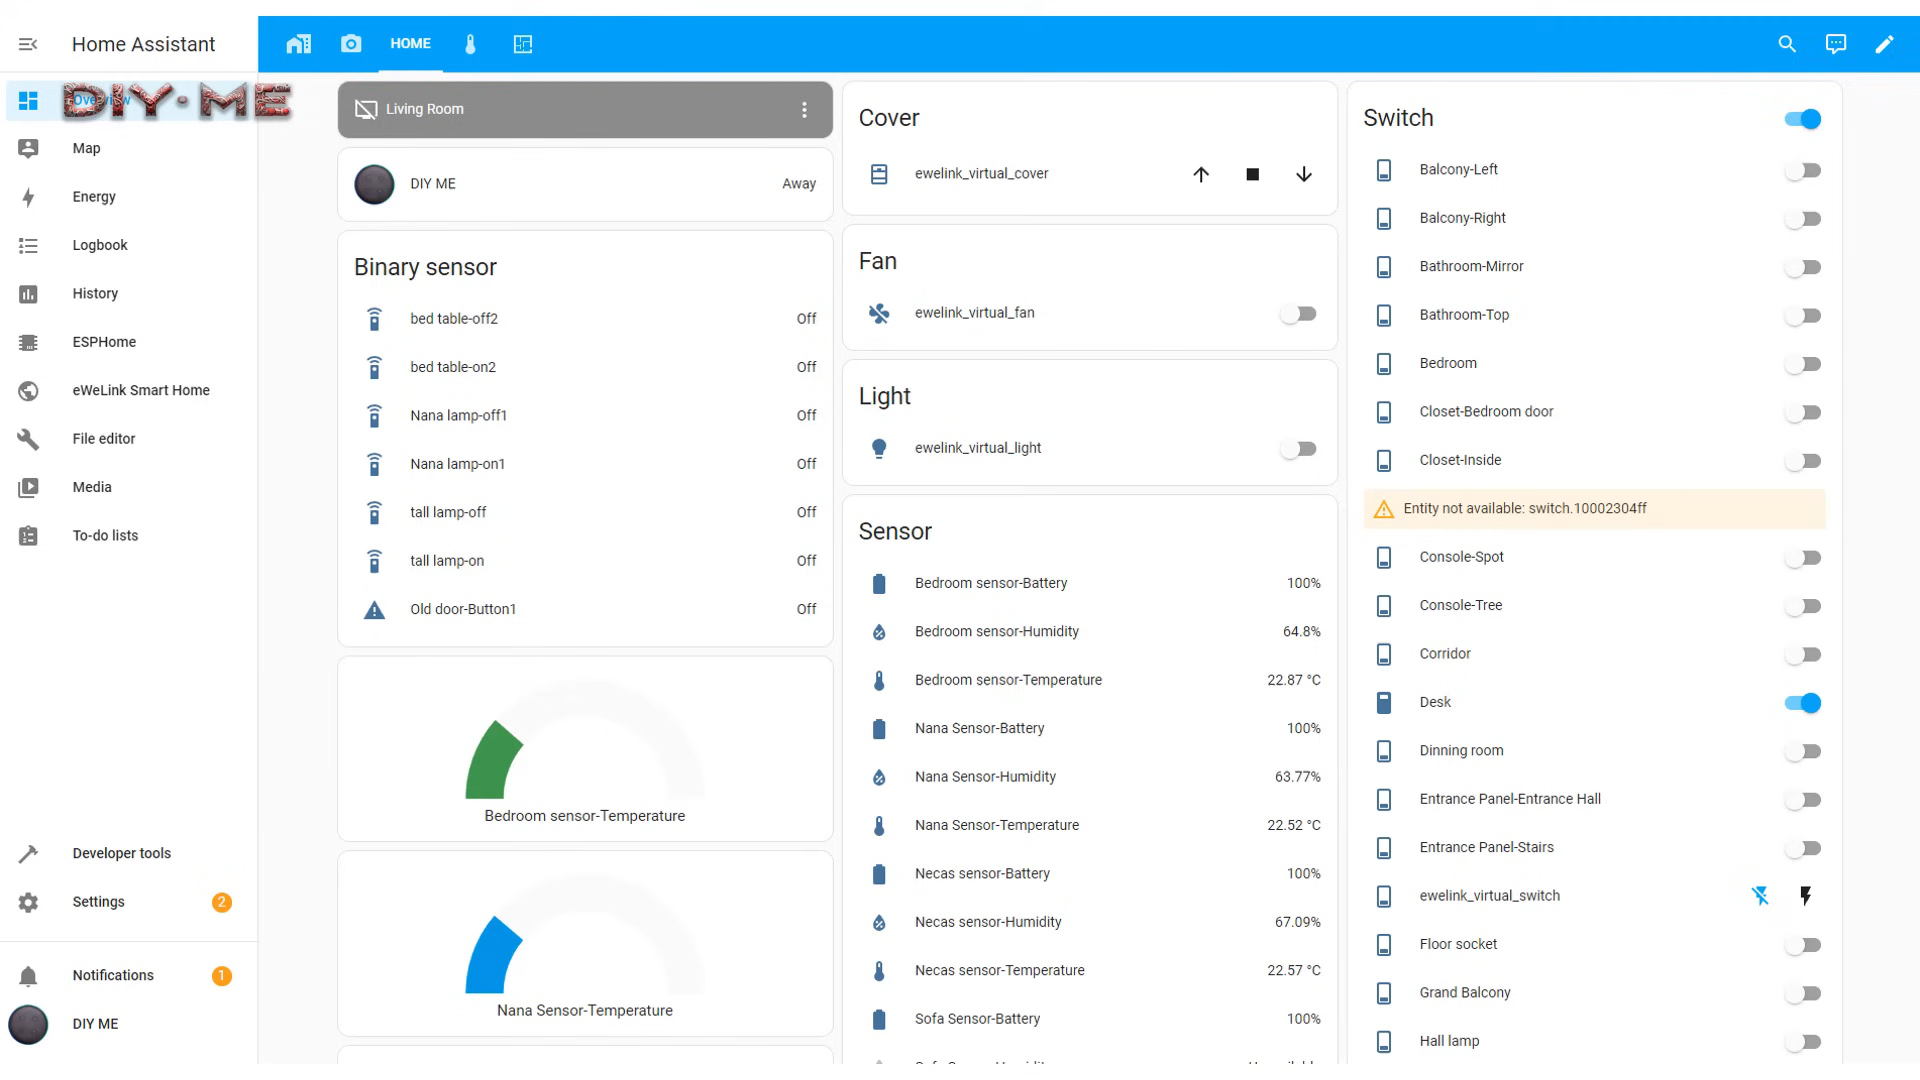 Home Assistant
HOME
DIY-ME
Overview
Map
Energy
Logbook
History
ESPHome
eWeLink Smart Home
File editor
Media
To-do lists
Developer tools
Settings 2
Notifications 1
DIY ME
Living Room
DIY ME Away
Binary sensor
bed table-off2 Off
bed table-on2 Off
Nana lamp-off1 Off
Nana lamp-on1 Off
tall lamp-off Off
tall lamp-on Off
Old door-Button1 Off
Bedroom sensor-Temperature
Nana Sensor-Temperature
Cover
ewelink_virtual_cover
Fan
ewelink_virtual_fan
Light
ewelink_virtual_light
Sensor
Bedroom sensor-Battery 100%
Bedroom sensor-Humidity 64.8%
Bedroom sensor-Temperature 22.87 °C
Nana Sensor-Battery 100%
Nana Sensor-Humidity 63.77%
Nana Sensor-Temperature 22.52 °C
Necas sensor-Battery 100%
Necas sensor-Humidity 67.09%
Necas sensor-Temperature 22.57 °C
Sofa Sensor-Battery 100%
Switch
Balcony-Left
Balcony-Right
Bathroom-Mirror
Bathroom-Top
Bedroom
Closet-Bedroom door
Closet-Inside
Entity not available: switch.10002304ff
Console-Spot
Console-Tree
Corridor
Desk
Dinning room
Entrance Panel-Entrance Hall
Entrance Panel-Stairs
ewelink_virtual_switch
Floor socket
Grand Balcony
Hall lamp